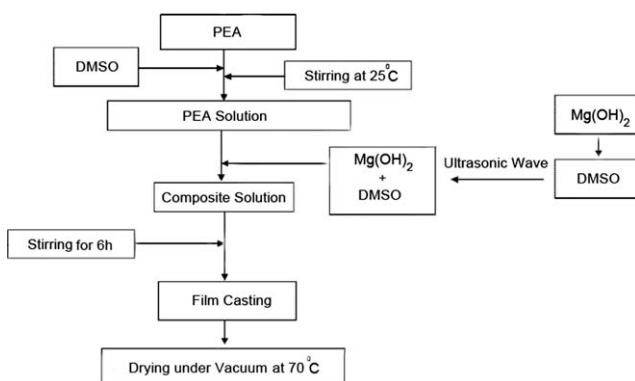 PEA
DMSO
Stirring at 25°C
PEA Solution
Mg(OH)2
Mg(OH)2
+
DMSO
Ultrasonic Wave
DMSO
Composite Solution
Stirring for 6h
Film Casting
Drying under Vacuum at 70°C